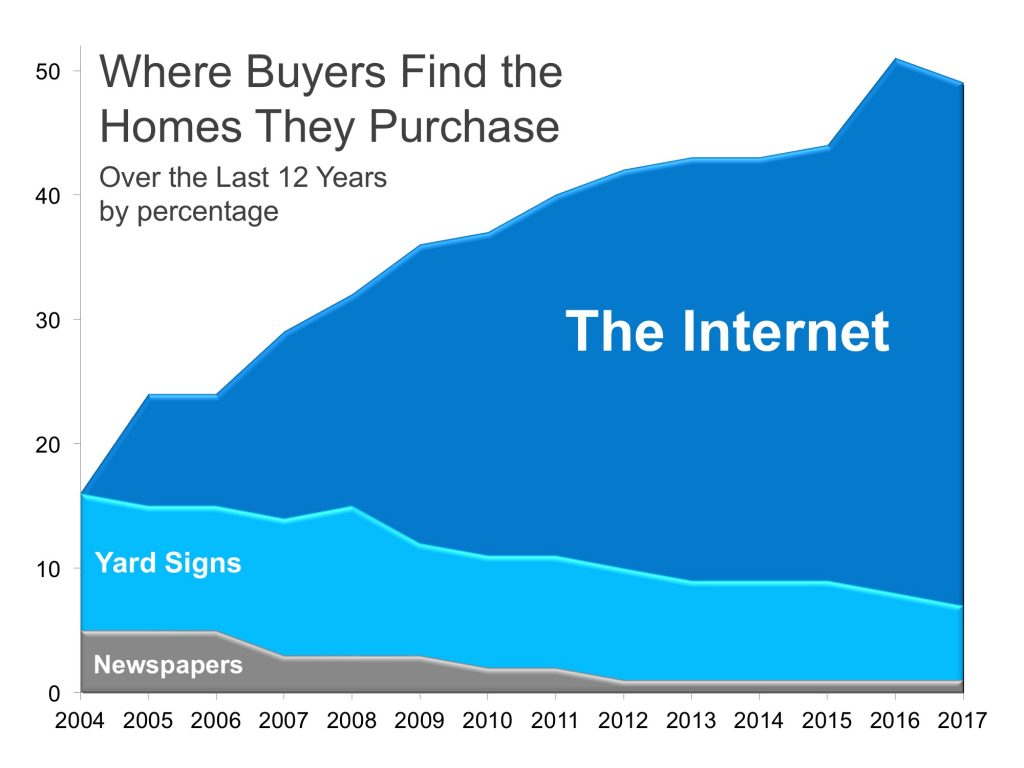 Where Buyers Find the
Homes They Purchase
Over the Last 12 Years
by percentage
50
40
30
20
10
0
The Internet
Yard Signs
Newspapers
2004 2005 2006 2007 2008 2009 2010 2011 2012 2013 2014 2015 2016 2017